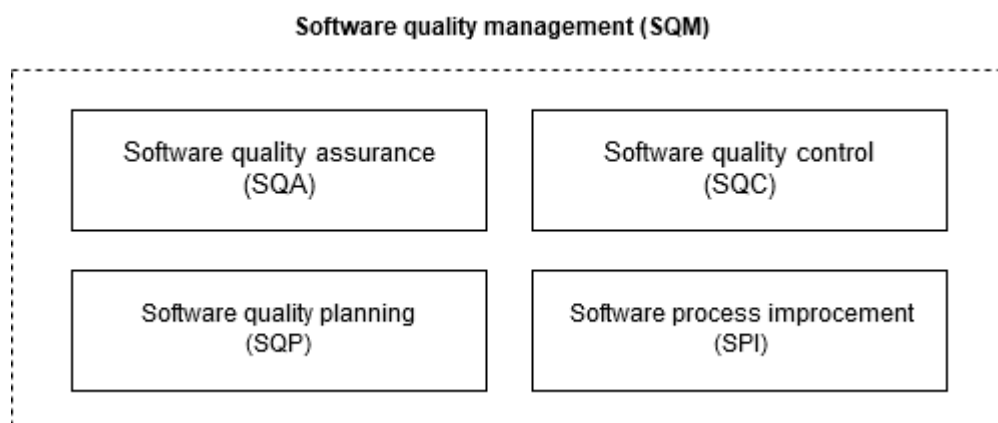 Software quality management (SQM)
Software quality assurance
(SQA)
Software quality control
(SQC)
Software quality planning
(SQP)
Software process improcement
(SPI)